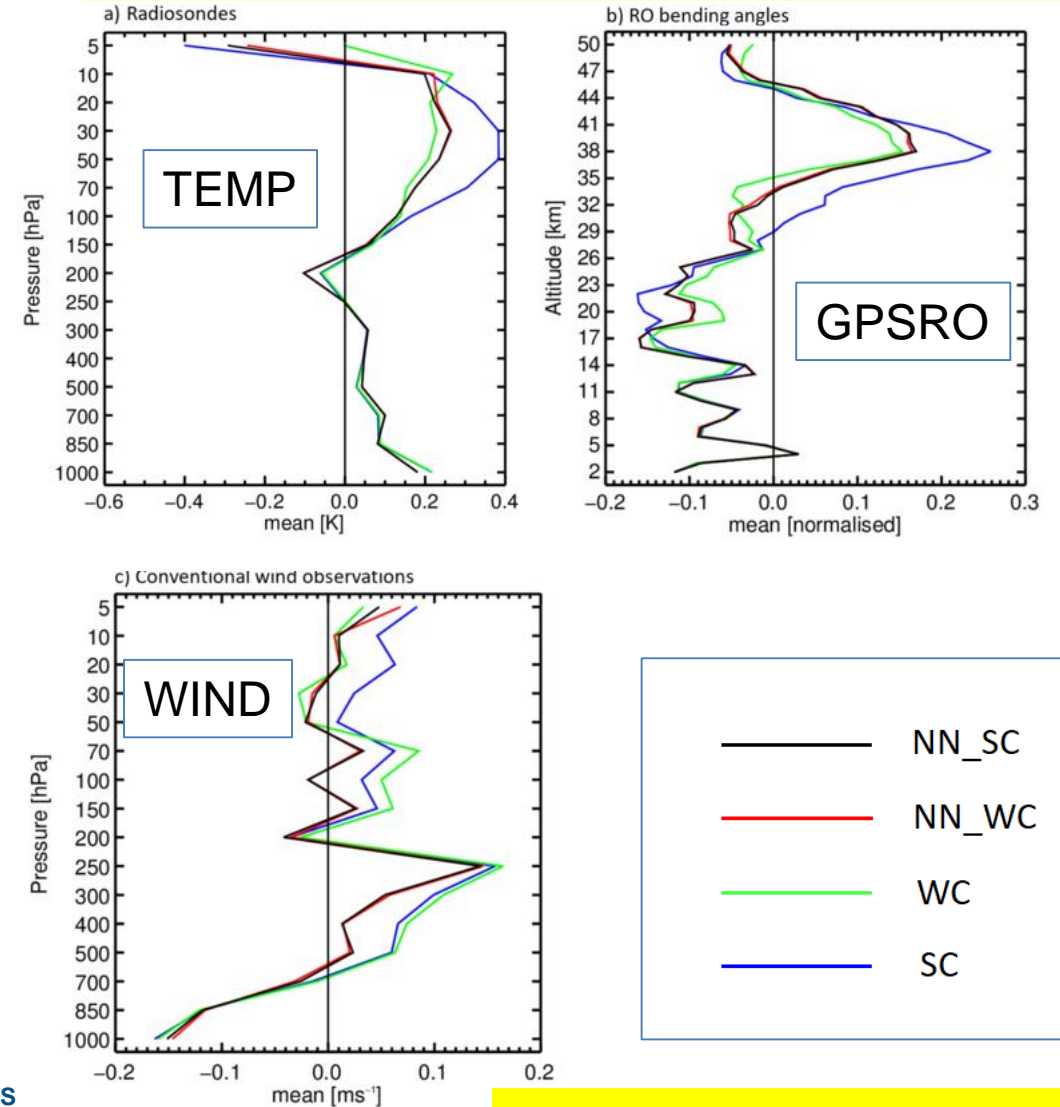 a) Radiosondes
5
10
20
30
50
70
100
150
200
250
300
400
500
700
850
1000
Pressure [hPa]
TEMP
−0.6 −0.4 −0.2 0.0 0.2 0.4
mean [K]
b) RO bending angles
50
47
44
41
38
35
32
29
26
23
20
17
14
11
8
5
2
Altitude [km]
GPSRO
−0.2 −0.1 0.0 0.1 0.2 0.3
mean [normalised]
c) Conventional wind observations
5
10
20
30
50
70
100
150
200
250
300
400
500
700
850
1000
Pressure [hPa]
WIND
−0.2 −0.1 0.0 0.1 0.2
mean [ms⁻¹]
NN_SC
NN_WC
WC
SC
S